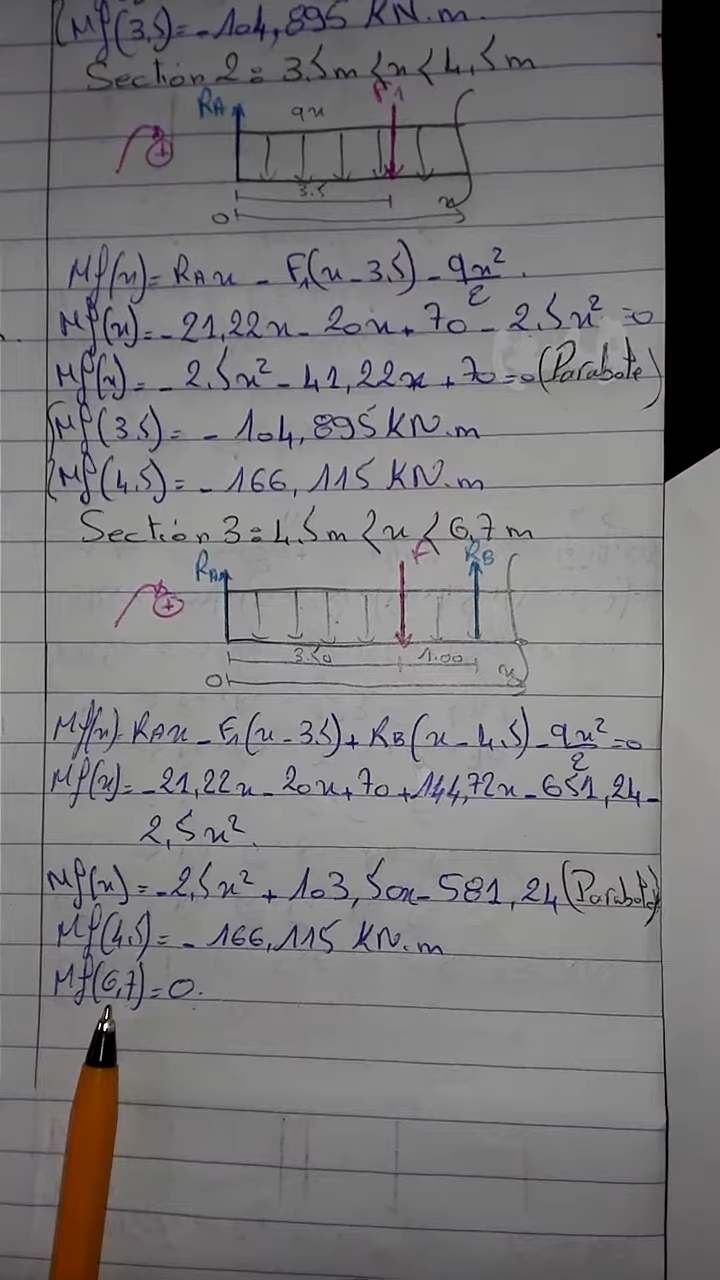 Mf(3,5)=-104,895 KN.m.
Section 2: 3.5m<x<4,5m
RA qx F1
3.5
0 x
Mf(x)= RAx - F1(x-3.5) - qx²/2.
Mf(x)=-21,22x-20x+70-2.5x²=0
Mf(x)=-2.5x²-41,22x+70=0(Parabole)
Mf(3.5)= -104,895 KN.m
Mf(4.5)=-166,115 KN.m
Section 3: 4.5m<x<6,7m
RA F RB
3.50 1.00
0 x
Mf(x)=RAx-F1(x-3.5)+RB(x-4.5)-qx²/2=0
Mf(x)=-21,22x-20x+70+144,72x-651,24-
2,5x².
Mf(x)=-2,5x²+103,50x-581,24(Parabole)
Mf(4.5)=-166,115 KN.m
Mf(6,7)=0.